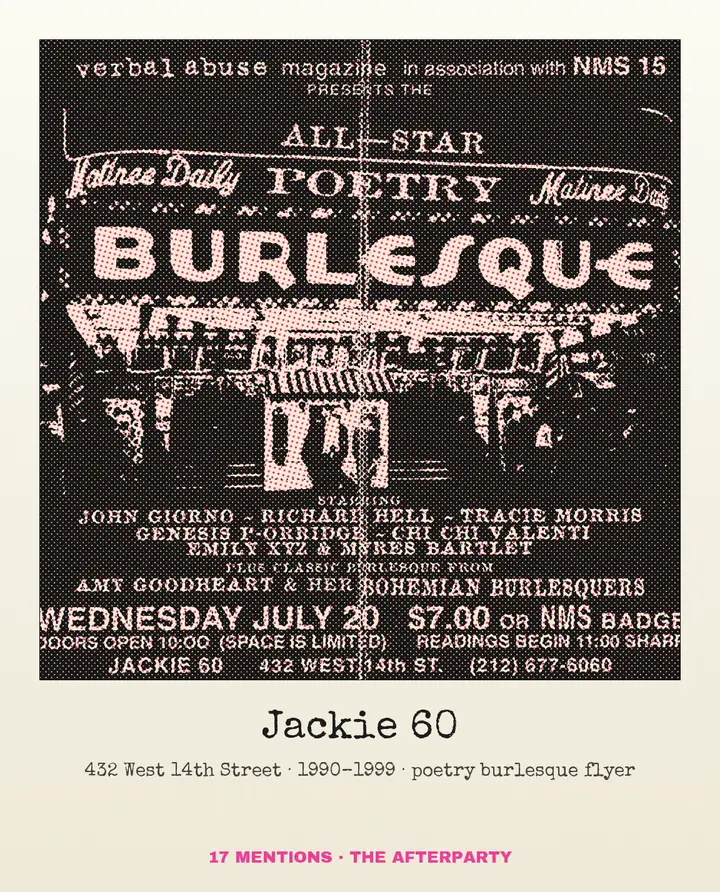 verbal abuse magazine in association with NMS 15
PRESENTS THE
ALL-STAR
Matinee Daily POETRY Matinee Daily
BURLESQUE
STARRING
JOHN GIORNO ~ RICHARD HELL ~ TRACIE MORRIS
GENESIS P-ORRIDGE ~ CHI CHI VALENTI
EMILY XYZ & MYRES BARTLET
PLUS CLASSIC BURLESQUE FROM
AMY GOODHEART & HER BOHEMIAN BURLESQUERS
WEDNESDAY JULY 20 $7.00 OR NMS BADGE
DOORS OPEN 10:00 (SPACE IS LIMITED) READINGS BEGIN 11:00 SHARP
JACKIE 60 432 WEST 14th ST. (212) 677-6060
Jackie 60
432 West 14th Street · 1990–1999 · poetry burlesque flyer
17 MENTIONS · THE AFTERPARTY